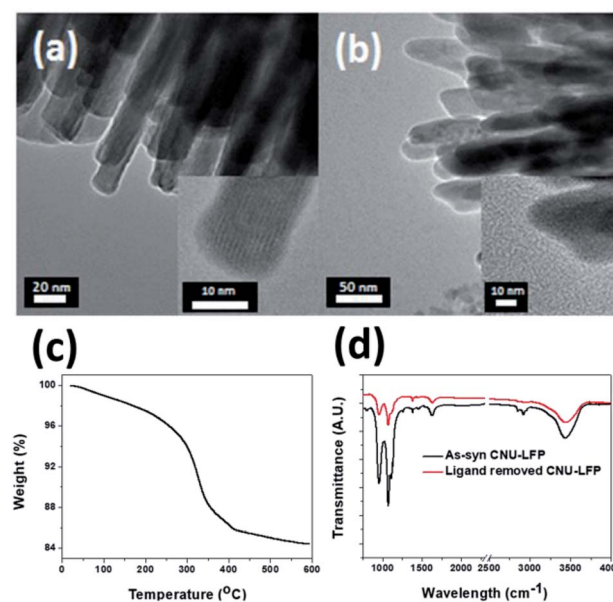 (a)
(b)
20 nm
10 nm
50 nm
10 nm
(c)
(d)
100
96
92
88
84
Weight (%)
0 100 200 300 400 500 600
Temperature (°C)
Transmittance (A.U.)
As-syn CNU-LFP
Ligand removed CNU-LFP
1000 1500 2000 2500 3000 3500 400
Wavelength (cm⁻¹)